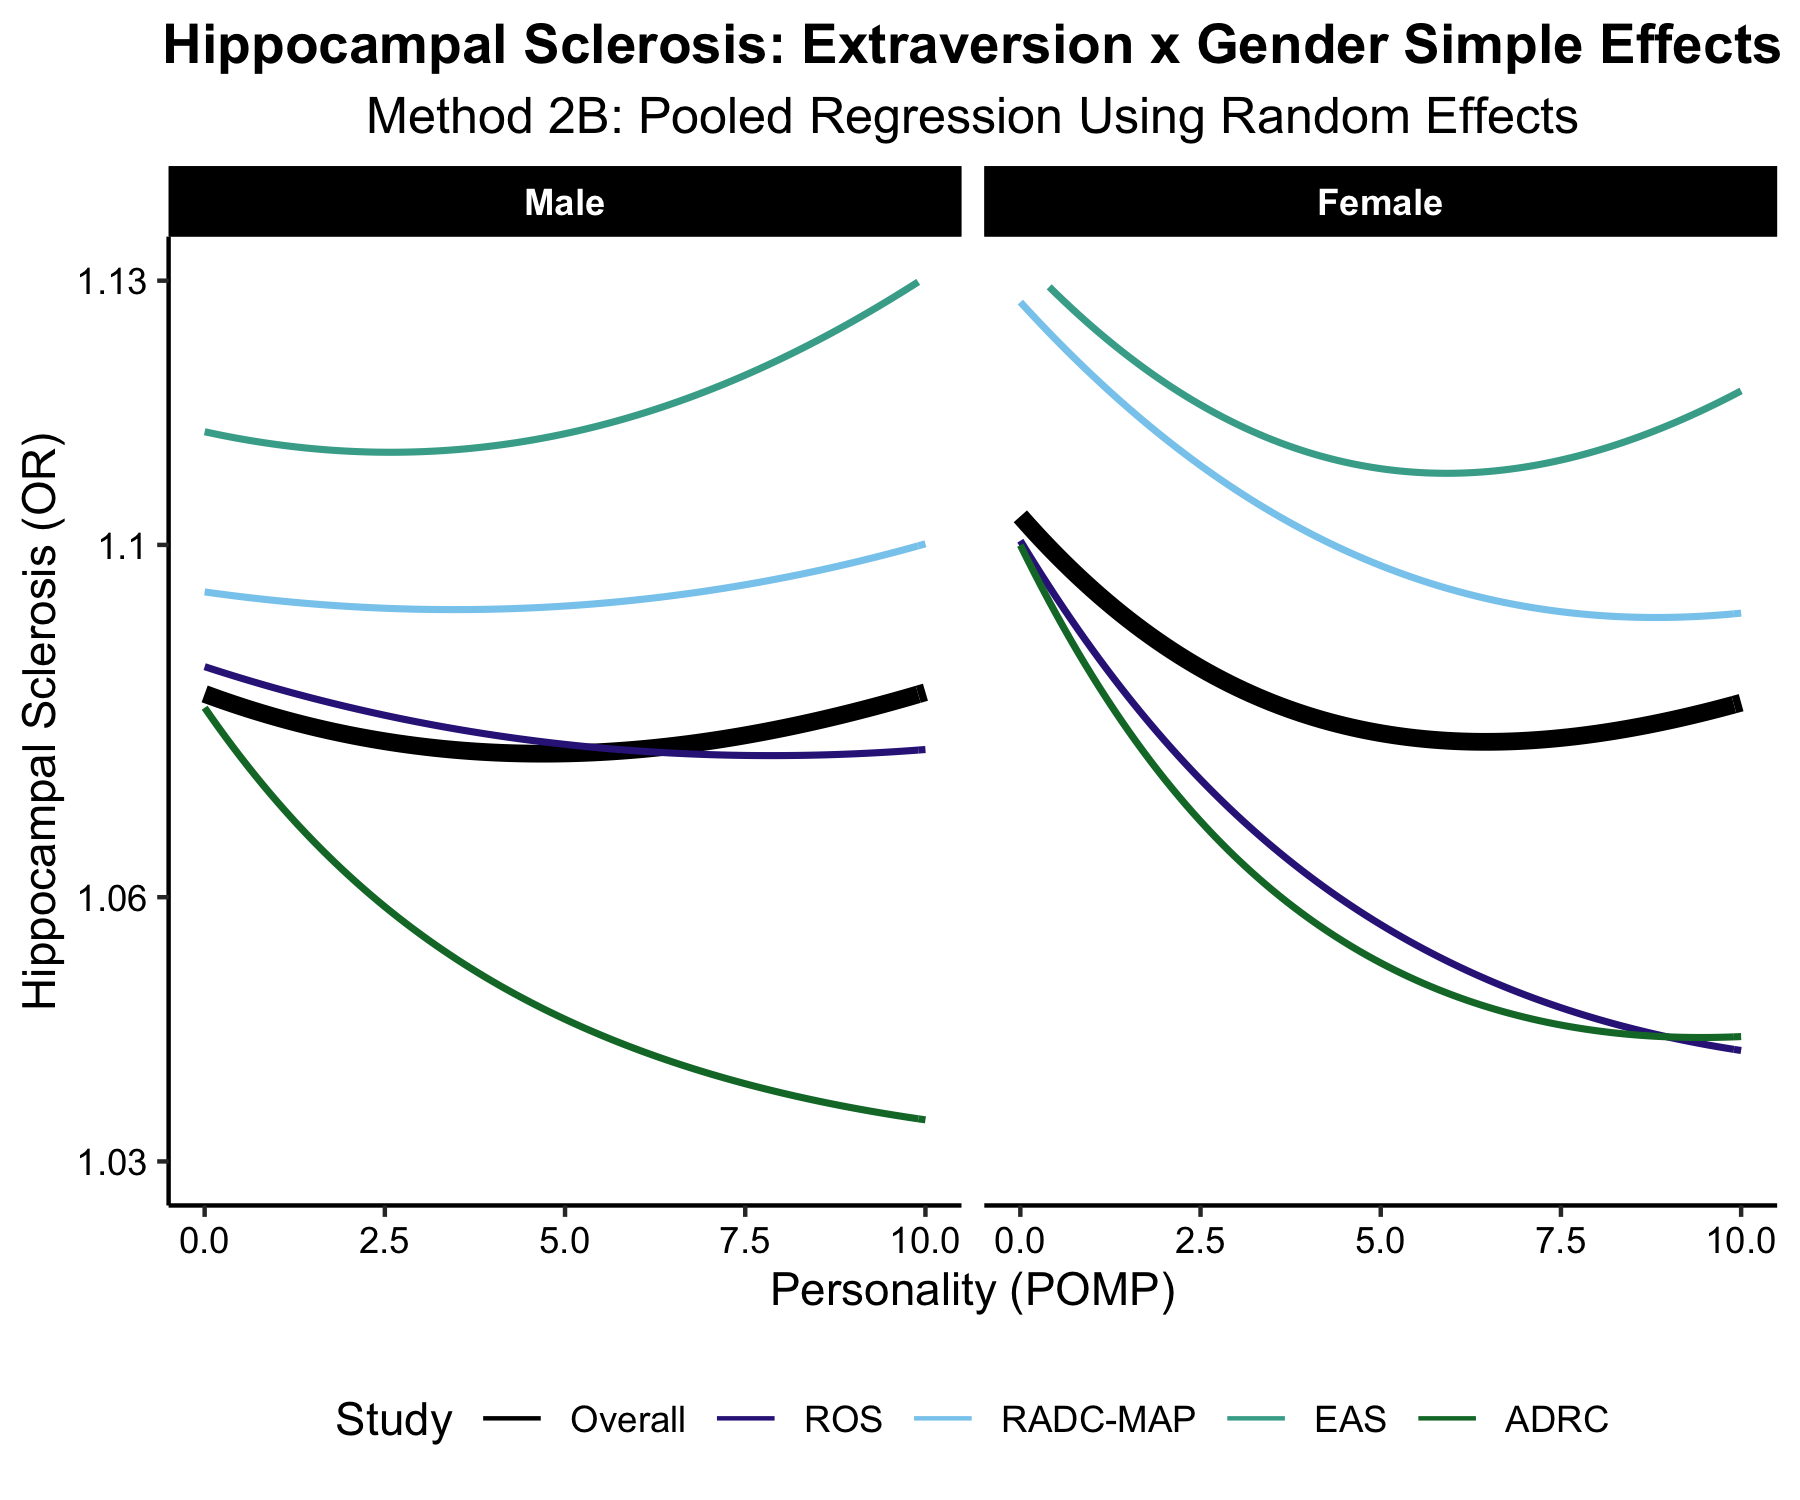 Hippocampal Sclerosis: Extraversion x Gender Simple Effects
Method 2B: Pooled Regression Using Random Effects
Male Female
Hippocampal Sclerosis (OR)
1.13
1.1
1.06
1.03
0.0 2.5 5.0 7.5 10.0 0.0 2.5 5.0 7.5 10.0
Personality (POMP)
Study Overall ROS RADC-MAP EAS ADRC